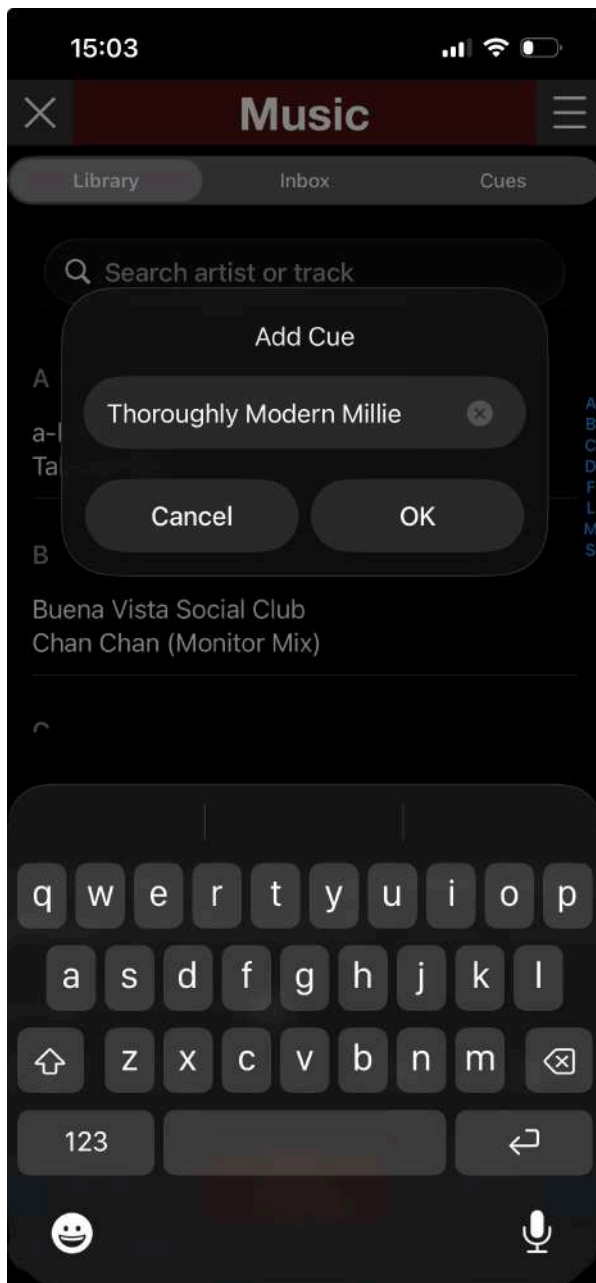 15:03
Music
Library Inbox Cues
Search artist or track
Add Cue
A
Thoroughly Modern Millie
Cancel OK
B
Buena Vista Social Club
Chan Chan (Monitor Mix)
A
B
C
D
F
L
M
S
q w e r t y u i o p
a s d f g h j k l
z x c v b n m
123